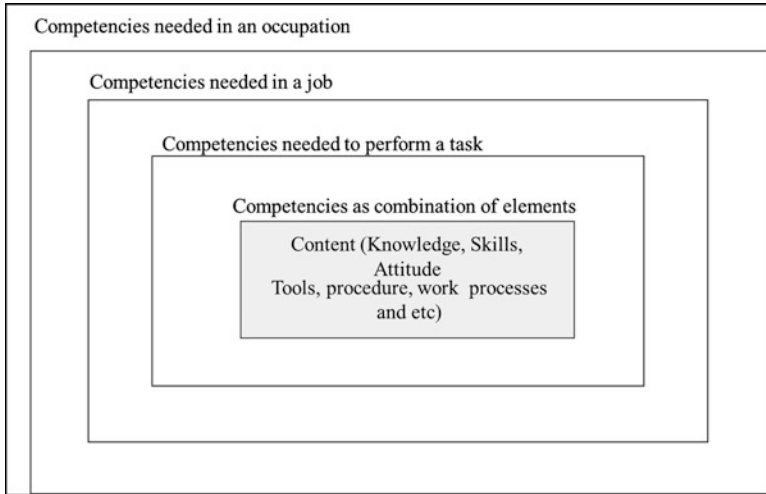 Competencies needed in an occupation
Competencies needed in a job
Competencies needed to perform a task
Competencies as combination of elements
Content (Knowledge, Skills,
Attitude
Tools, procedure, work processes
and etc)